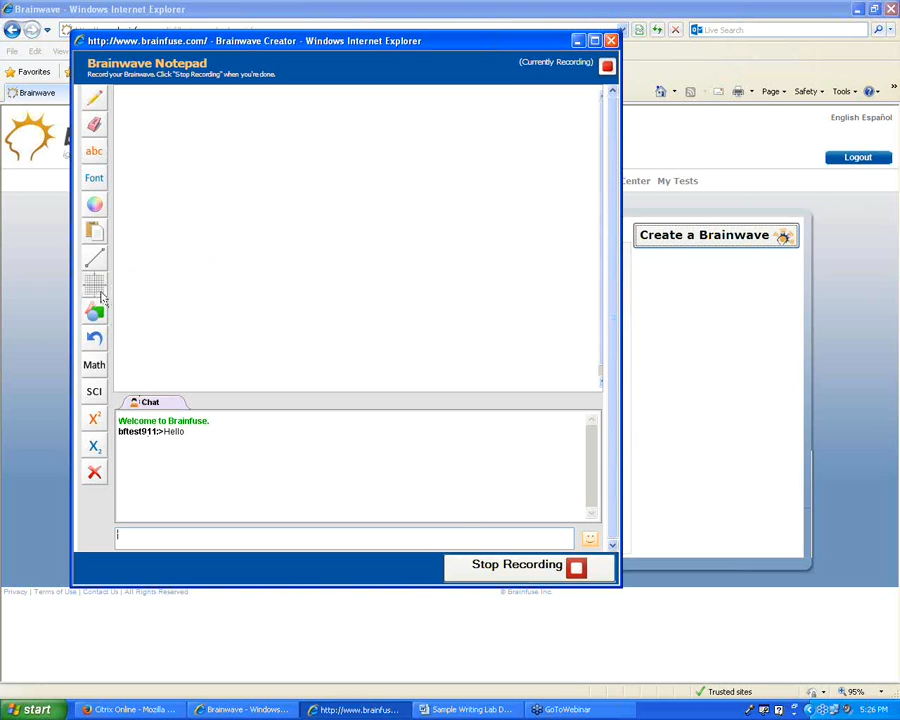 Brainwave - Windows Internet Explorer
File Edit View
Live Search
Favorites
Brainwave
Page Safety Tools
English Español
Logout
Center My Tests
Create a Brainwave
http://www.brainfuse.com/ - Brainwave Creator - Windows Internet Explorer
Brainwave Notepad
(Currently Recording)
Record your Brainwave. Click "Stop Recording" when you're done.
abc
Font
Math
SCI
X²
X₂
Chat
Welcome to Brainfuse.
bftest911:>Hello
Stop Recording
Privacy | Terms of Use | Contact Us | All Rights Reserved
© Brainfuse Inc.
Trusted sites
95%
start
Citrix Online - Mozilla ...
Brainwave - Windows...
http://www.brainfus...
Sample Writing Lab D...
GoToWebinar
5:26 PM